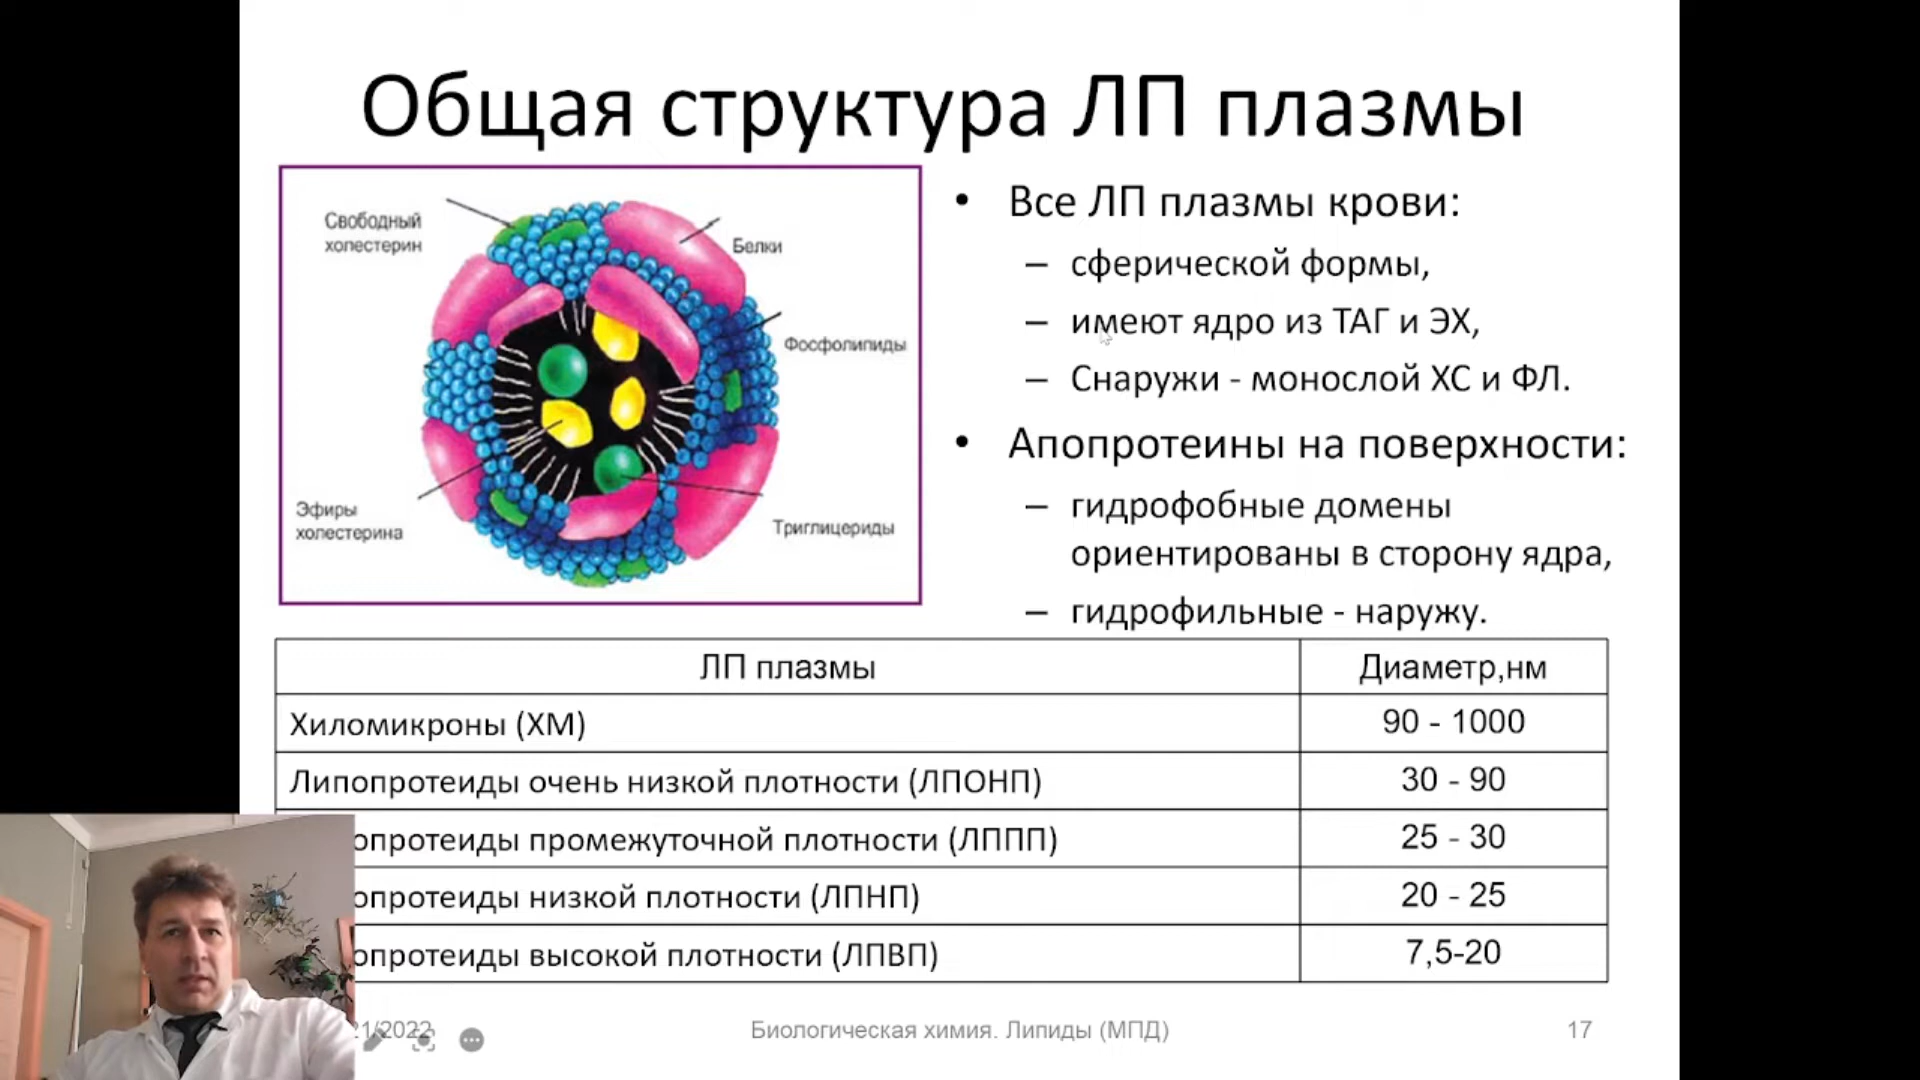 Общая структура ЛП плазмы
Свободный
холестерин
Белки
Фосфолипиды
Эфиры
холестерина
Триглицериды
• Все ЛП плазмы крови:
– сферической формы,
– имеют ядро из ТАГ и ЭХ,
– Снаружи - монослой ХС и ФЛ.
• Апопротеины на поверхности:
– гидрофобные домены
ориентированы в сторону ядра,
– гидрофильные - наружу.
ЛП плазмы Диаметр,нм
Хиломикроны (ХМ) 90 - 1000
Липопротеиды очень низкой плотности (ЛПОНП) 30 - 90
опротеиды промежуточной плотности (ЛППП) 25 - 30
опротеиды низкой плотности (ЛПНП) 20 - 25
опротеиды высокой плотности (ЛПВП) 7,5-20
21/2022
Биологическая химия. Липиды (МПД)
17